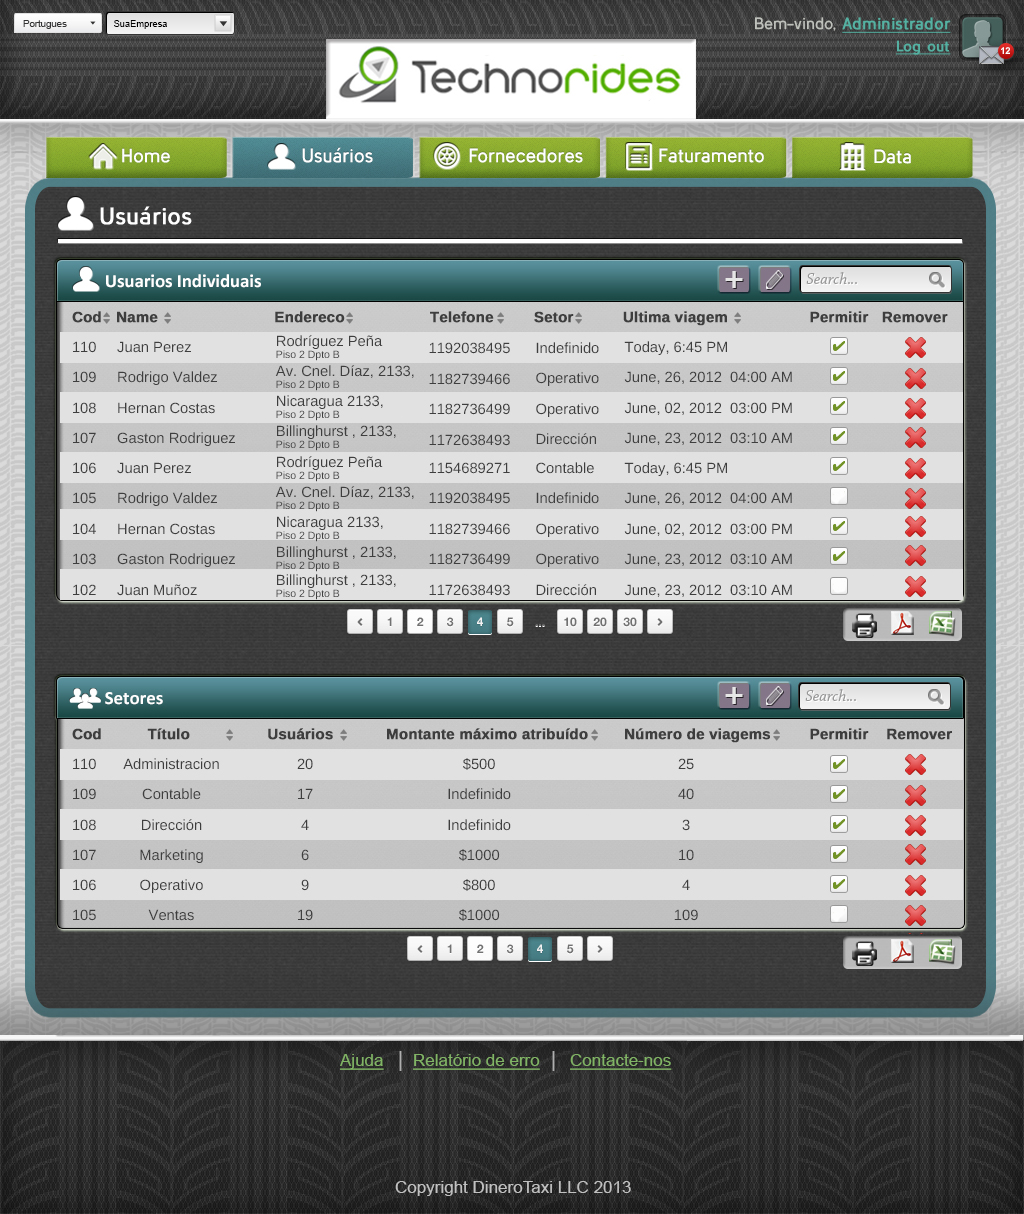 Portugues SuaEmpresa
Bem-vindo, Administrador
Log out
12
Technorides
Home Usuários Fornecedores Faturamento Data
Usuários
Usuarios Individuais Search...
Cod Name Endereco Telefone Setor Ultima viagem Permitir Remover
110 Juan Perez Rodríguez Peña 1192038495 Indefinido Today, 6:45 PM
Piso 2 Dpto B
109 Rodrigo Valdez Av. Cnel. Díaz, 2133, 1182739466 Operativo June, 26, 2012 04:00 AM
Piso 2 Dpto B
108 Hernan Costas Nicaragua 2133, 1182736499 Operativo June, 02, 2012 03:00 PM
Piso 2 Dpto B
107 Gaston Rodriguez Billinghurst , 2133, 1172638493 Dirección June, 23, 2012 03:10 AM
Piso 2 Dpto B
106 Juan Perez Rodríguez Peña 1154689271 Contable Today, 6:45 PM
Piso 2 Dpto B
105 Rodrigo Valdez Av. Cnel. Díaz, 2133, 1192038495 Indefinido June, 26, 2012 04:00 AM
Piso 2 Dpto B
104 Hernan Costas Nicaragua 2133, 1182739466 Operativo June, 02, 2012 03:00 PM
Piso 2 Dpto B
103 Gaston Rodriguez Billinghurst , 2133, 1182736499 Operativo June, 23, 2012 03:10 AM
Piso 2 Dpto B
102 Juan Muñoz Billinghurst , 2133, 1172638493 Dirección June, 23, 2012 03:10 AM
Piso 2 Dpto B
‹ 1 2 3 4 5 ... 10 20 30 ›
Setores Search...
Cod Título Usuários Montante máximo atribuído Número de viagems Permitir Remover
110 Administracion 20 $500 25
109 Contable 17 Indefinido 40
108 Dirección 4 Indefinido 3
107 Marketing 6 $1000 10
106 Operativo 9 $800 4
105 Ventas 19 $1000 109
‹ 1 2 3 4 5 ›
Ajuda | Relatório de erro | Contacte-nos
Copyright DineroTaxi LLC 2013